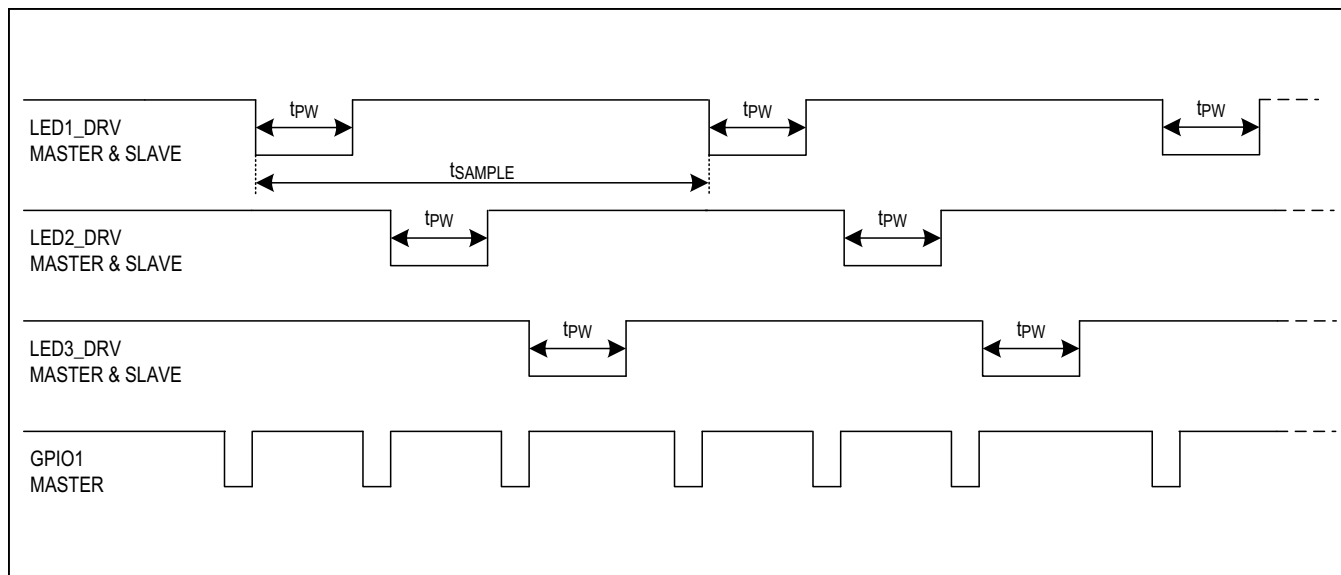 tPW
tPW
tPW
LED1_DRV
MASTER & SLAVE
tSAMPLE
tPW
tPW
LED2_DRV
MASTER & SLAVE
tPW
tPW
LED3_DRV
MASTER & SLAVE
GPIO1
MASTER